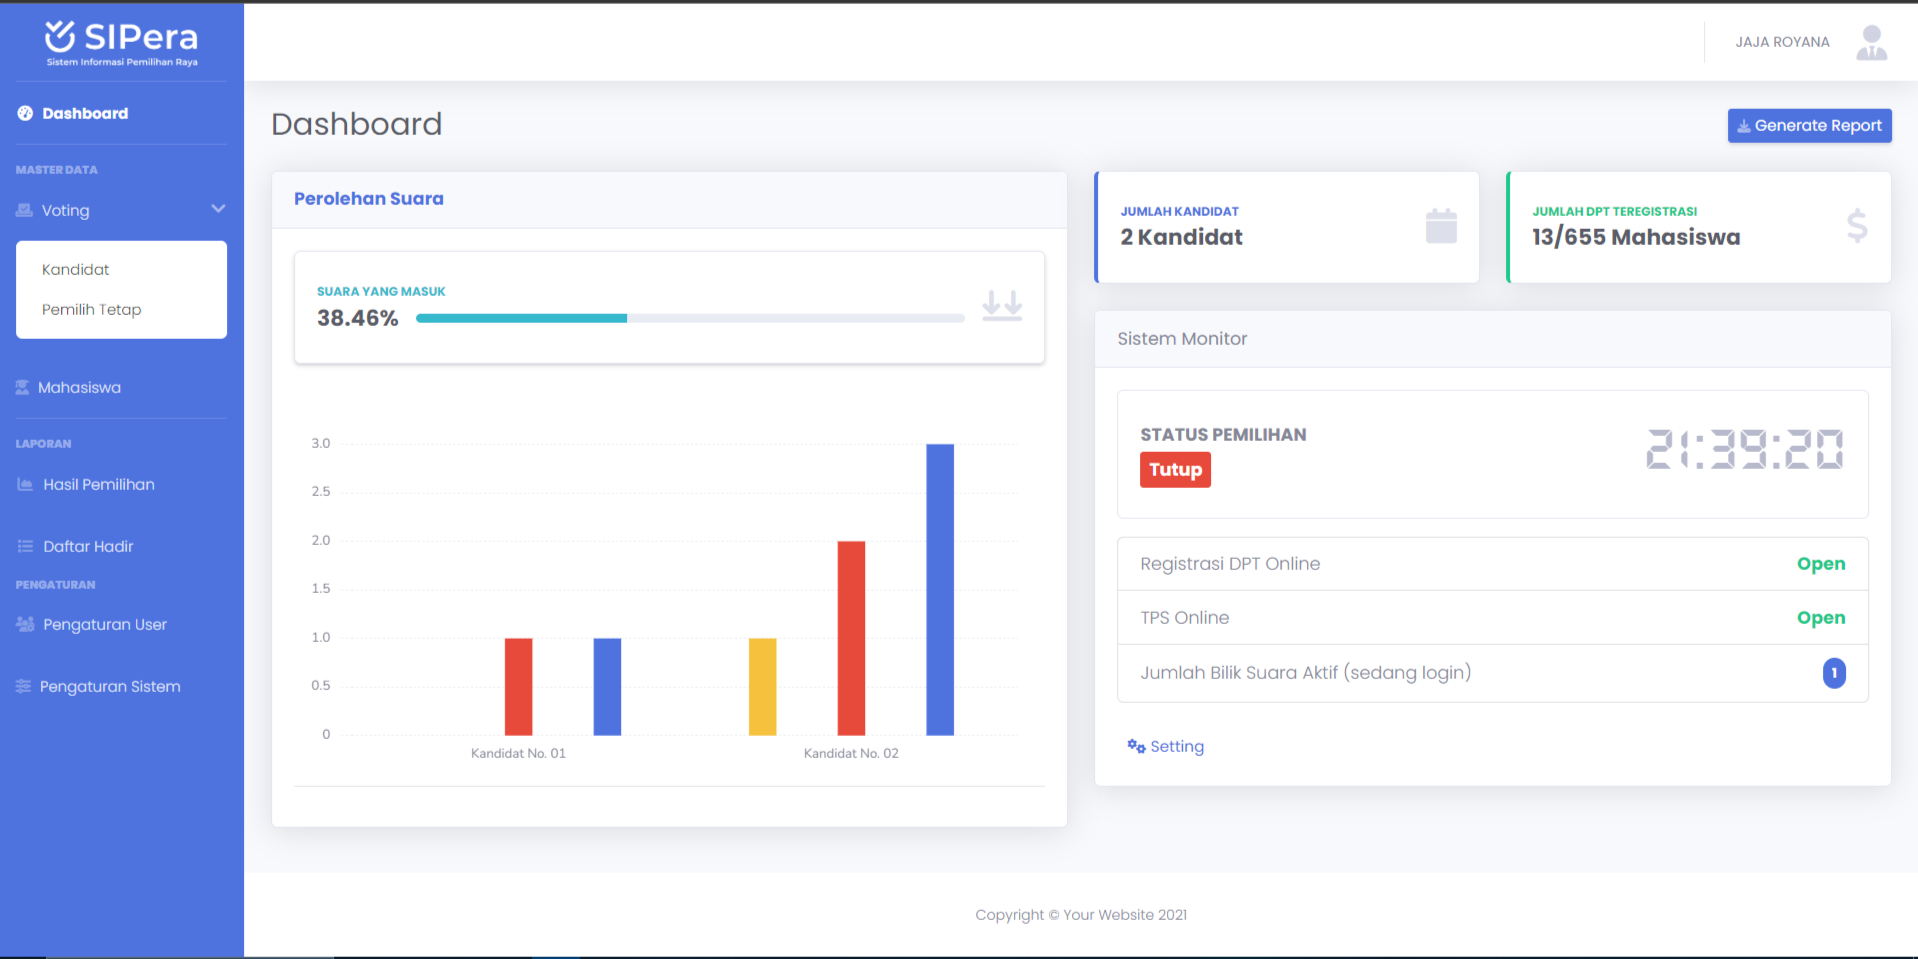 SIPera
Sistem Informasi Pemilihan Raya
JAJA ROYANA
Dashboard
MASTER DATA
Voting
Kandidat
Pemilih Tetap
Mahasiswa
LAPORAN
Hasil Pemilihan
Daftar Hadir
PENGATURAN
Pengaturan User
Pengaturan Sistem
Dashboard
Generate Report
Perolehan Suara
SUARA YANG MASUK
38.46%
3.0
2.5
2.0
1.5
1.0
0.5
0
Kandidat No. 01
Kandidat No. 02
JUMLAH KANDIDAT
2 Kandidat
JUMLAH DPT TEREGISTRASI
13/655 Mahasiswa
Sistem Monitor
STATUS PEMILIHAN
Tutup
21:39:20
Registrasi DPT Online Open
TPS Online Open
Jumlah Bilik Suara Aktif (sedang login) 1
Setting
Copyright © Your Website 2021